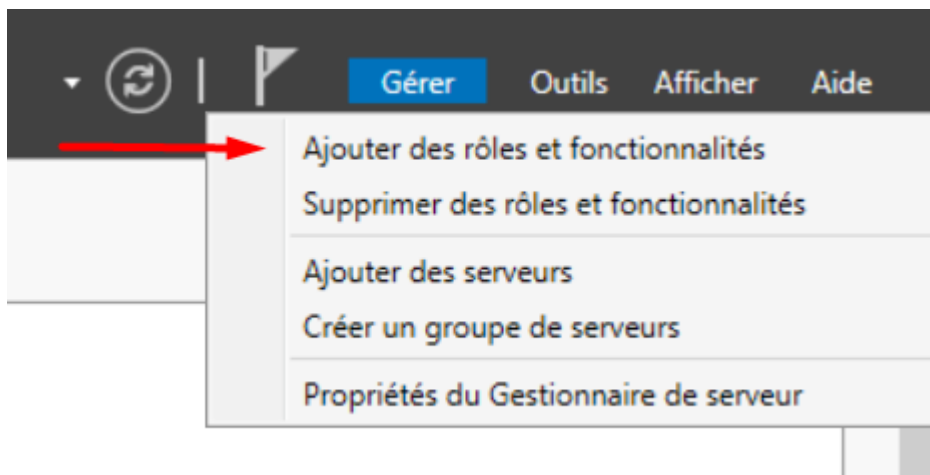 Gérer Outils Afficher Aide
Ajouter des rôles et fonctionnalités
Supprimer des rôles et fonctionnalités
Ajouter des serveurs
Créer un groupe de serveurs
Propriétés du Gestionnaire de serveur